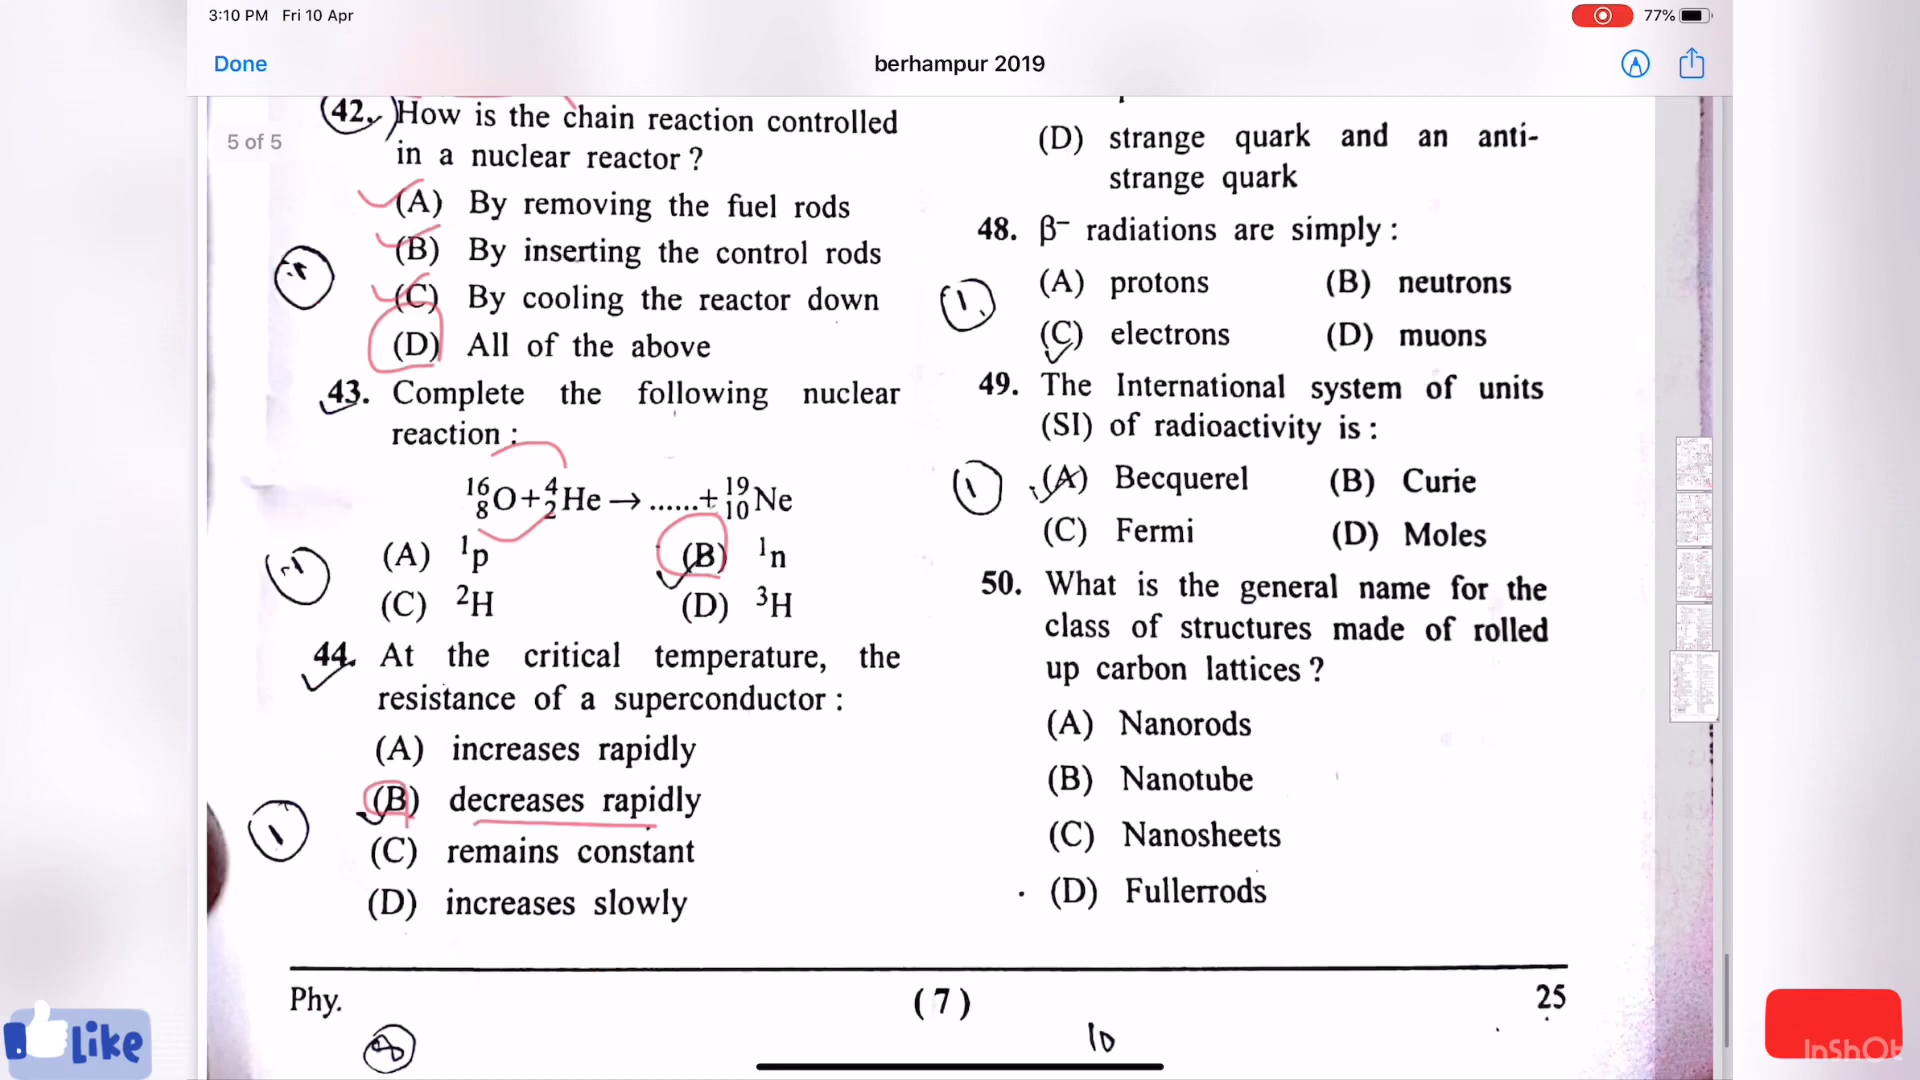 3:10 PM Fri 10 Apr
77%
Done
berhampur 2019
5 of 5
42. How is the chain reaction controlled
in a nuclear reactor ?
(A) By removing the fuel rods
(B) By inserting the control rods
(C) By cooling the reactor down
(D) All of the above
43. Complete the following nuclear
reaction :
¹⁶₈O+⁴₂He→......+¹⁹₁₀Ne
(A) ¹p (B) ¹n
(C) ²H (D) ³H
44. At the critical temperature, the
resistance of a superconductor :
(A) increases rapidly
(B) decreases rapidly
(C) remains constant
(D) increases slowly
(D) strange quark and an anti-
strange quark
48. β⁻ radiations are simply :
(A) protons (B) neutrons
(C) electrons (D) muons
49. The International system of units
(SI) of radioactivity is :
(A) Becquerel (B) Curie
(C) Fermi (D) Moles
50. What is the general name for the
class of structures made of rolled
up carbon lattices ?
(A) Nanorods
(B) Nanotube
(C) Nanosheets
(D) Fullerrods
Phy. (7) 25
8
10
Like
InShOt